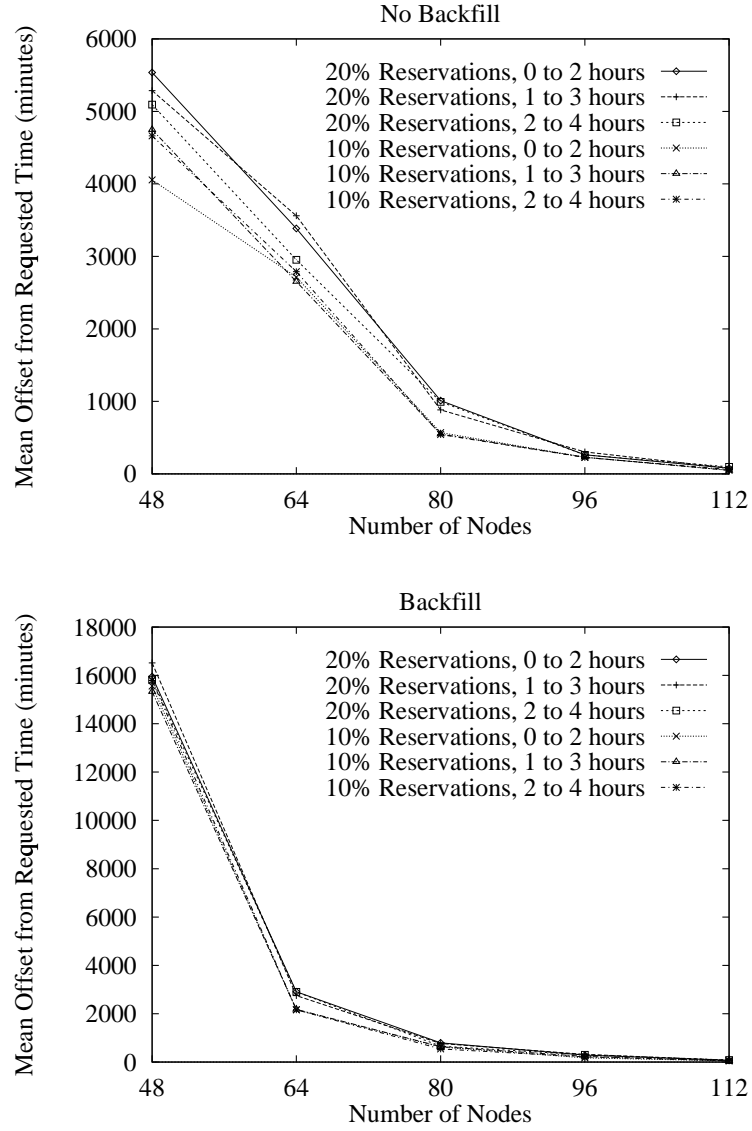 No Backfill
6000
5000
4000
3000
2000
1000
0
Mean Offset from Requested Time (minutes)
20% Reservations, 0 to 2 hours
20% Reservations, 1 to 3 hours
20% Reservations, 2 to 4 hours
10% Reservations, 0 to 2 hours
10% Reservations, 1 to 3 hours
10% Reservations, 2 to 4 hours
48 64 80 96 112
Number of Nodes
Backfill
18000
16000
14000
12000
10000
8000
6000
4000
2000
0
Mean Offset from Requested Time (minutes)
20% Reservations, 0 to 2 hours
20% Reservations, 1 to 3 hours
20% Reservations, 2 to 4 hours
10% Reservations, 0 to 2 hours
10% Reservations, 1 to 3 hours
10% Reservations, 2 to 4 hours
48 64 80 96 112
Number of Nodes